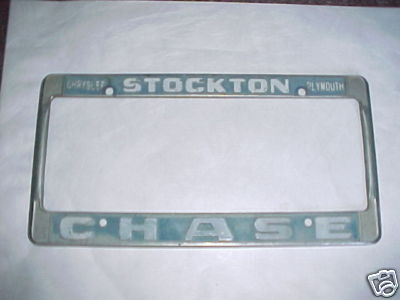 CHRYSLER STOCKTON PLYMOUTH
CHASE